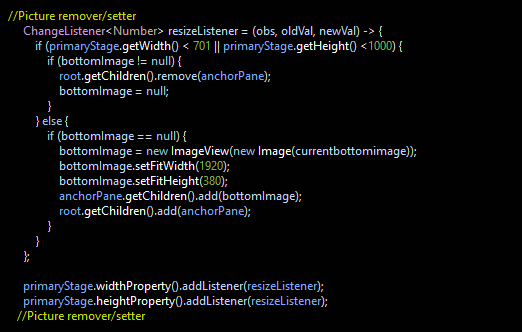 //Picture remover/setter
ChangeListener<Number> resizeListener = (obs, oldVal, newVal) -> {
if (primaryStage.getWidth() < 701 || primaryStage.getHeight() <1000) {
if (bottomImage != null) {
root.getChildren().remove(anchorPane);
bottomImage = null;
}
} else {
if (bottomImage == null) {
bottomImage = new ImageView(new Image(currentbottomimage));
bottomImage.setFitWidth(1920);
bottomImage.setFitHeight(380);
anchorPane.getChildren().add(bottomImage);
root.getChildren().add(anchorPane);
}
}
};
primaryStage.widthProperty().addListener(resizeListener);
primaryStage.heightProperty().addListener(resizeListener);
//Picture remover/setter